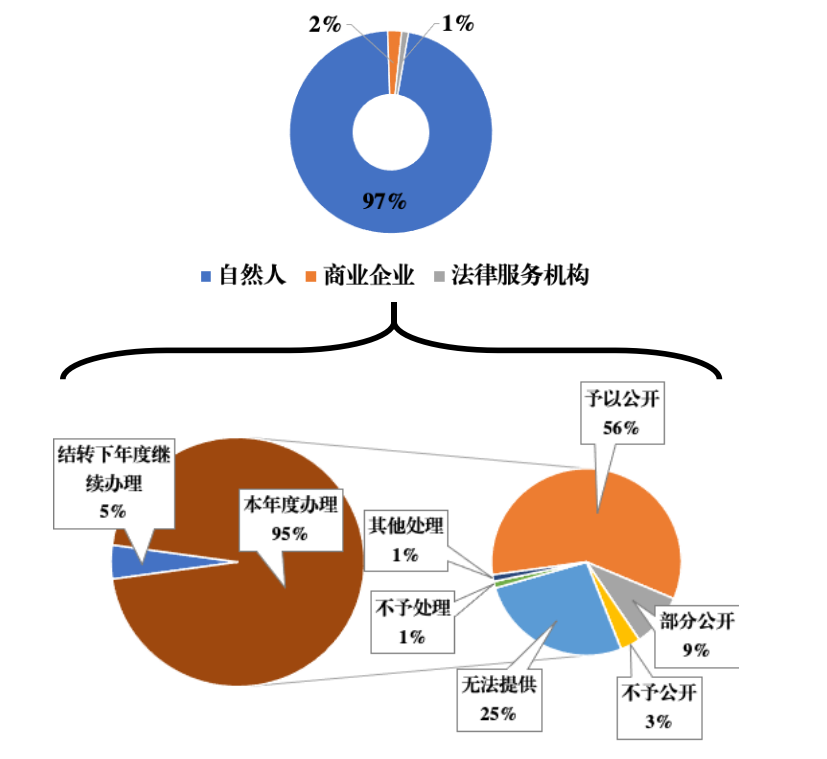 2%
1%
97%
自然人 商业企业 法律服务机构
予以公开
56%
结转下年度继
续办理
5%
本年度办理
95%
其他处理
1%
不予处理
1%
部分公开
9%
无法提供
25%
不予公开
3%